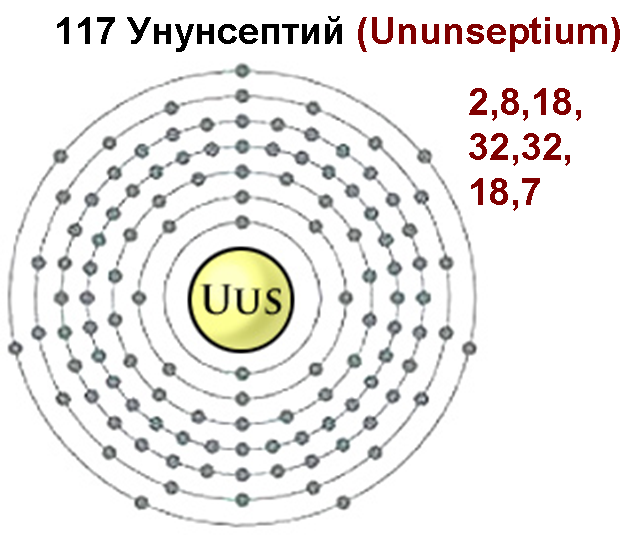 117 Унунсептий (Ununseptium)
2,8,18,
32,32,
18,7
Uus